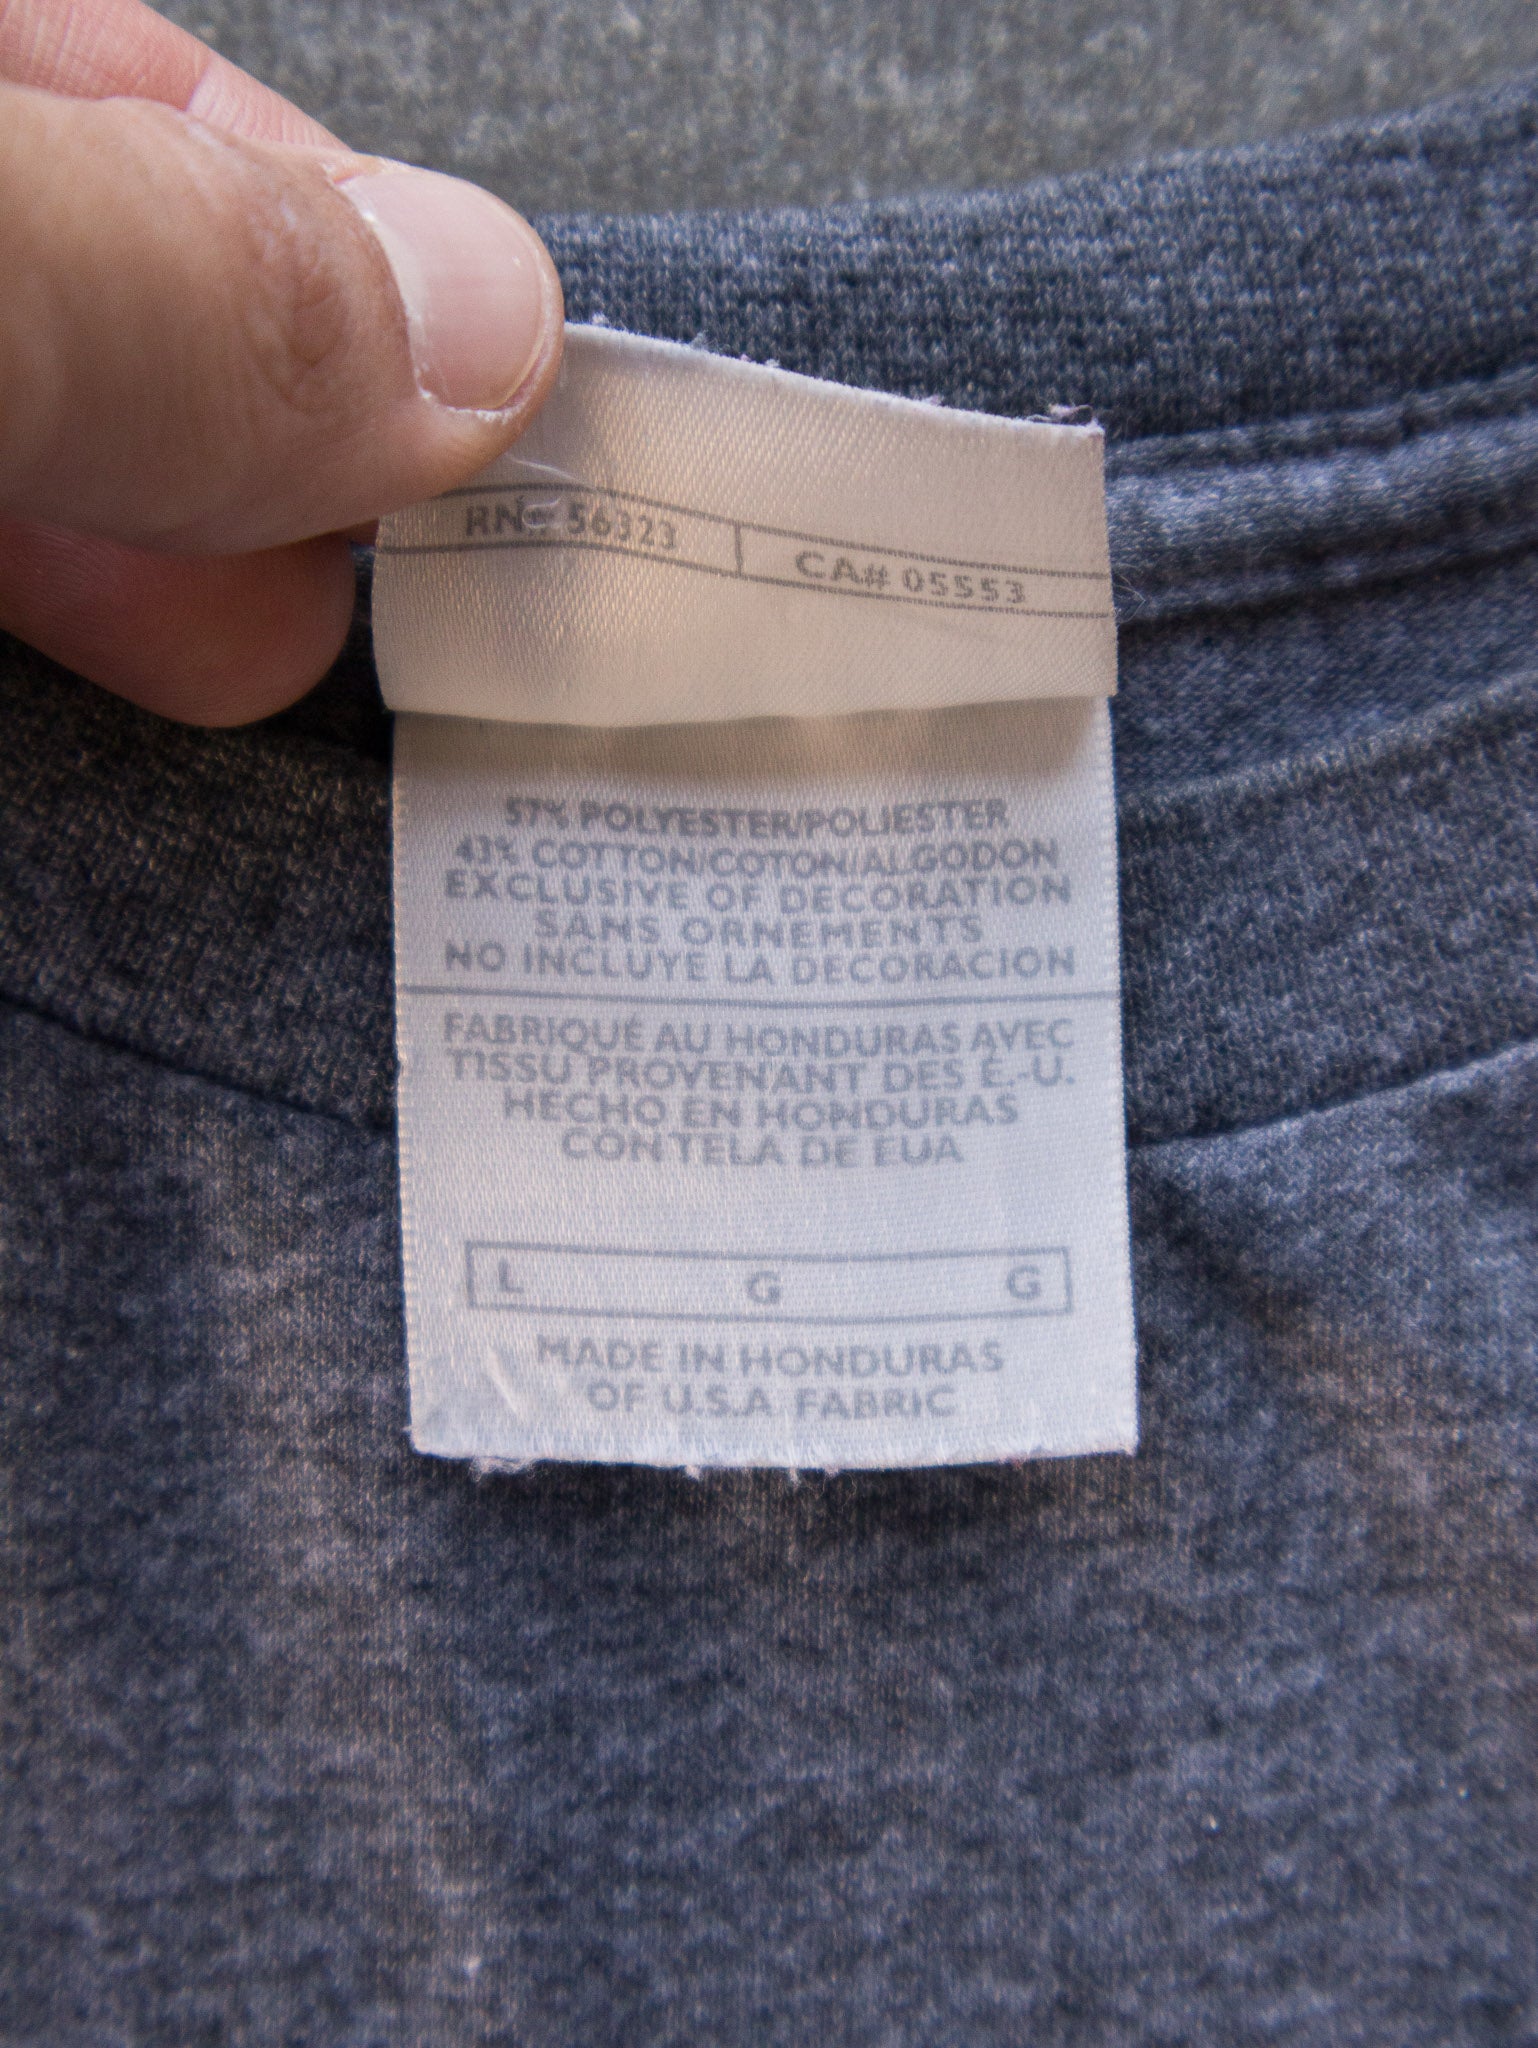 RN# 56323 CA# 05553
57% POLYESTER/POLIESTER
43% COTTON/COTON/ALGODON
EXCLUSIVE OF DECORATION
SANS ORNEMENTS
NO INCLUYE LA DECORACION
FABRIQUÉ AU HONDURAS AVEC
TISSU PROVENANT DES É.-U.
HECHO EN HONDURAS
CON TELA DE EUA
L G G
MADE IN HONDURAS
OF U.S.A. FABRIC